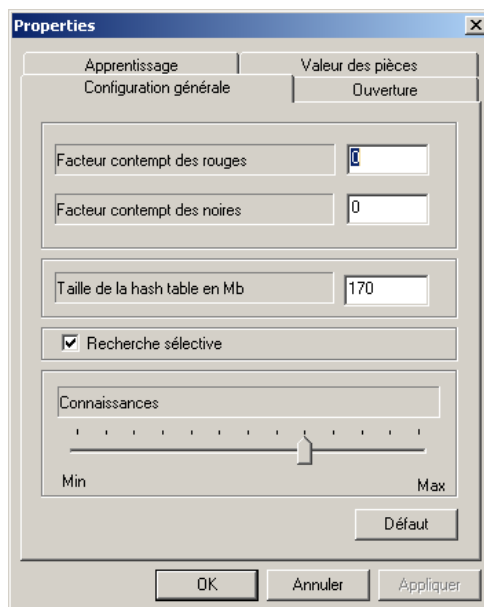 Properties
Apprentissage
Valeur des pièces
Configuration générale
Ouverture
Facteur contempt des rouges
0
Facteur contempt des noires
0
Taille de la hash table en Mb
170
Recherche sélective
Connaissances
Min
Max
Défaut
OK
Annuler
Appliquer